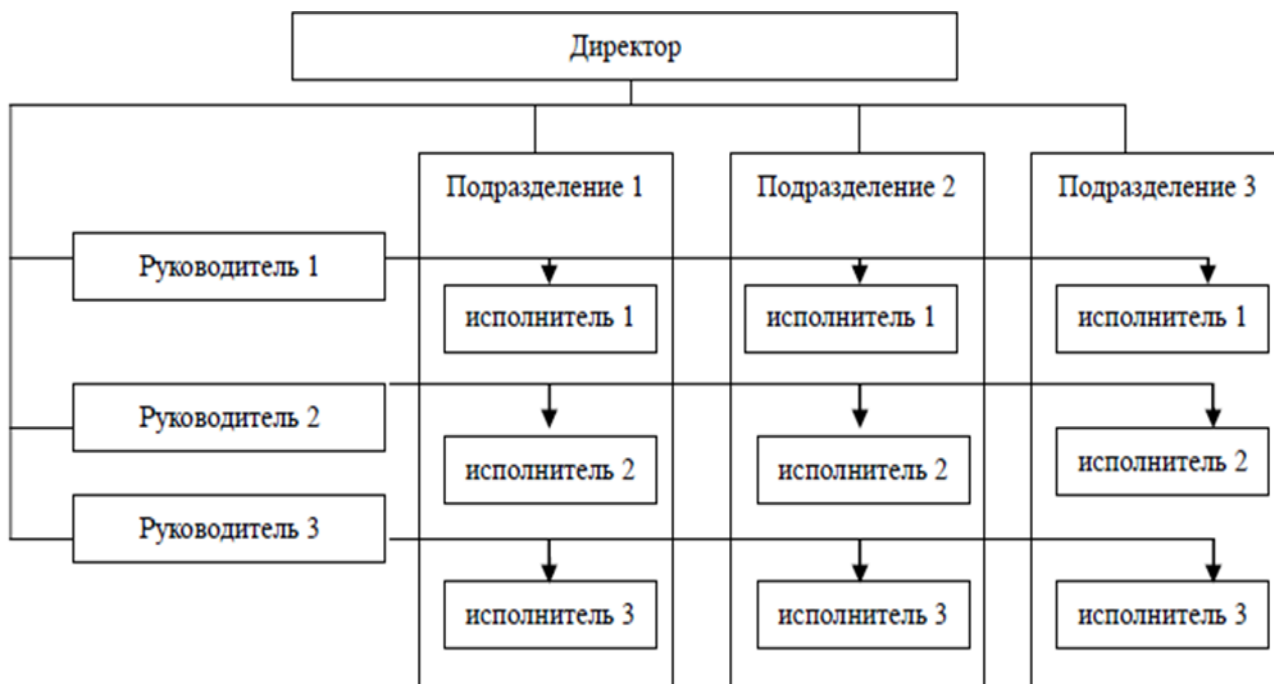 Директор
Подразделение 1
Подразделение 2
Подразделение 3
Руководитель 1
исполнитель 1
исполнитель 1
исполнитель 1
Руководитель 2
исполнитель 2
исполнитель 2
исполнитель 2
Руководитель 3
исполнитель 3
исполнитель 3
исполнитель 3